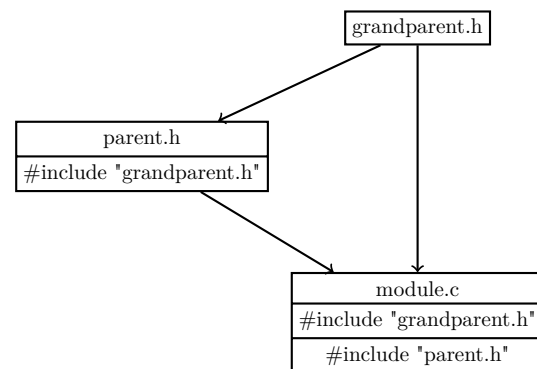 grandparent.h
parent.h
#include "grandparent.h"
module.c
#include "grandparent.h"
#include "parent.h"